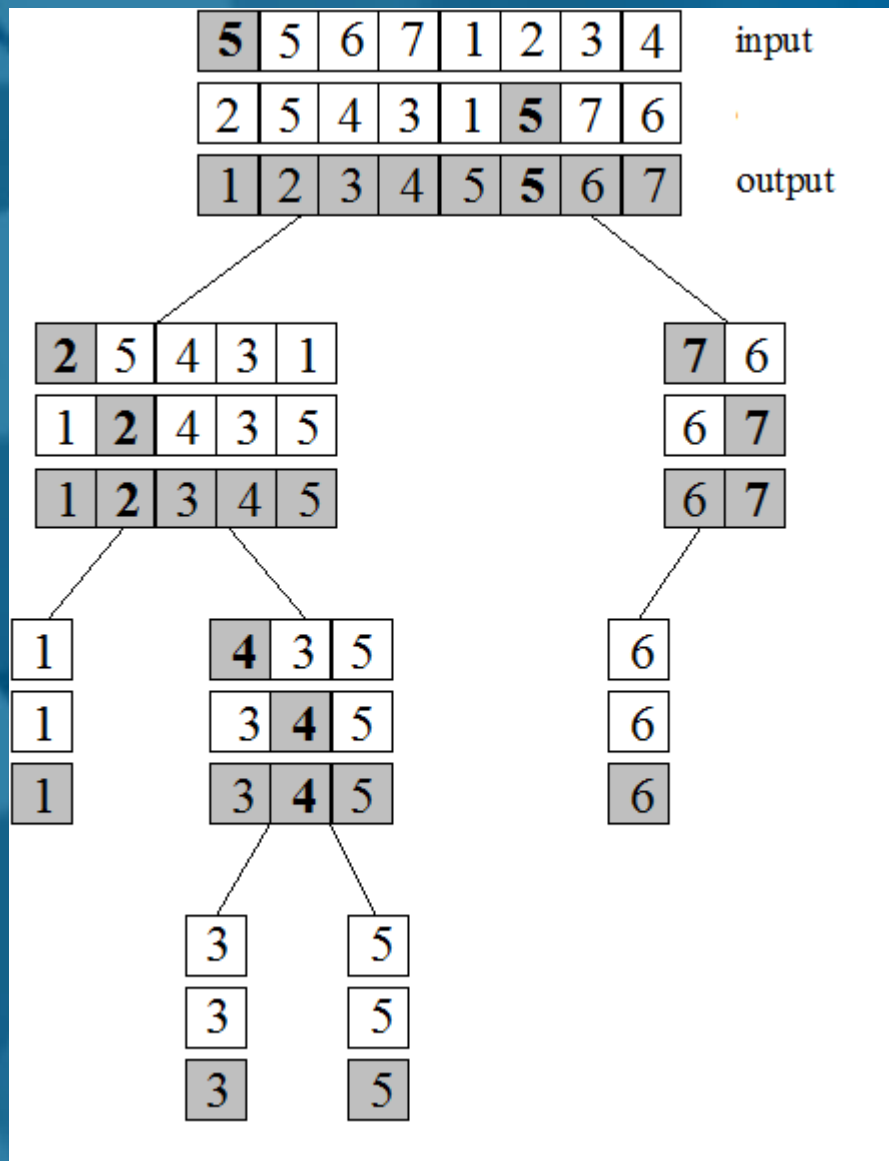 5 5 6 7 1 2 3 4 input
2 5 4 3 1 5 7 6
1 2 3 4 5 5 6 7 output
2 5 4 3 1 7 6
1 2 4 3 5 6 7
1 2 3 4 5 6 7
1 4 3 5 6
1 3 4 5 6
1 3 4 5 6
3 5
3 5
3 5